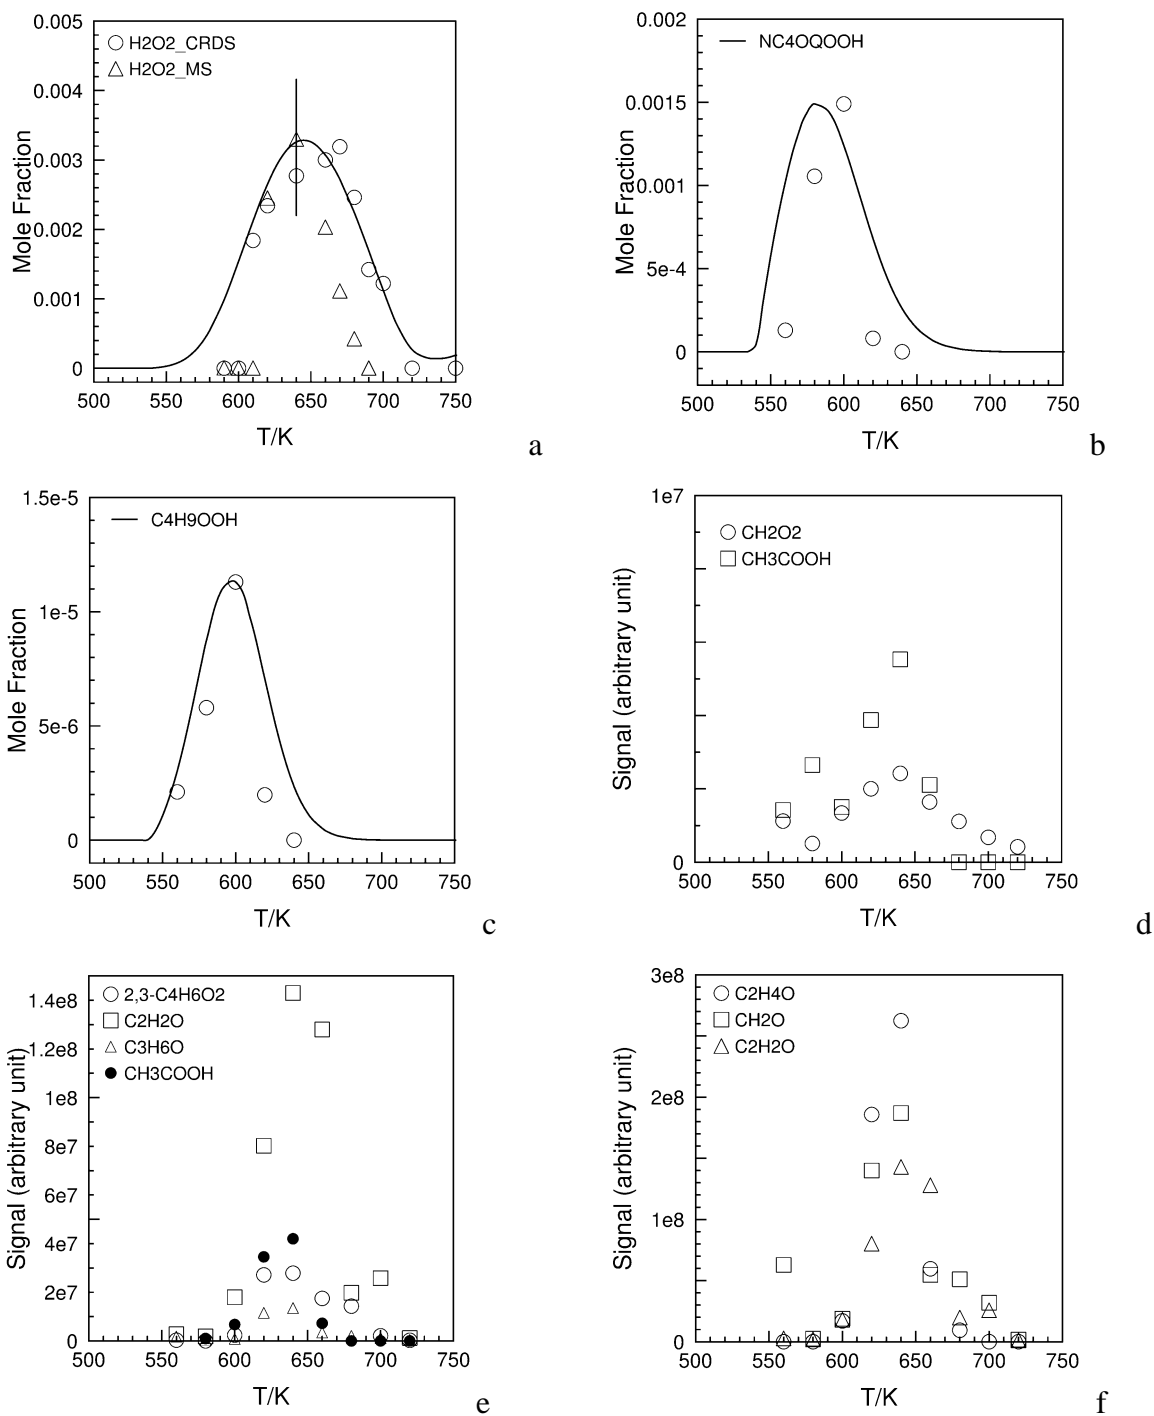 0.005
H2O2_CRDS
H2O2_MS
0.004
0.003
0.002
0.001
0
Mole Fraction
500 550 600 650 700 750
T/K
a
0.002
NC4OQOOH
0.0015
0.001
5e-4
0
Mole Fraction
500 550 600 650 700 750
T/K
b
1.5e-5
C4H9OOH
1e-5
5e-6
0
Mole Fraction
500 550 600 650 700 750
T/K
c
1e7
CH2O2
CH3COOH
0
Signal (arbitrary unit)
500 550 600 650 700 750
T/K
d
2,3-C4H6O2
C2H2O
C3H6O
CH3COOH
1.4e8
1.2e8
1e8
8e7
6e7
4e7
2e7
0
Signal (arbitrary unit)
500 550 600 650 700 750
T/K
e
3e8
C2H4O
CH2O
C2H2O
2e8
1e8
0
Signal (arbitrary unit)
500 550 600 650 700 750
T/K
f